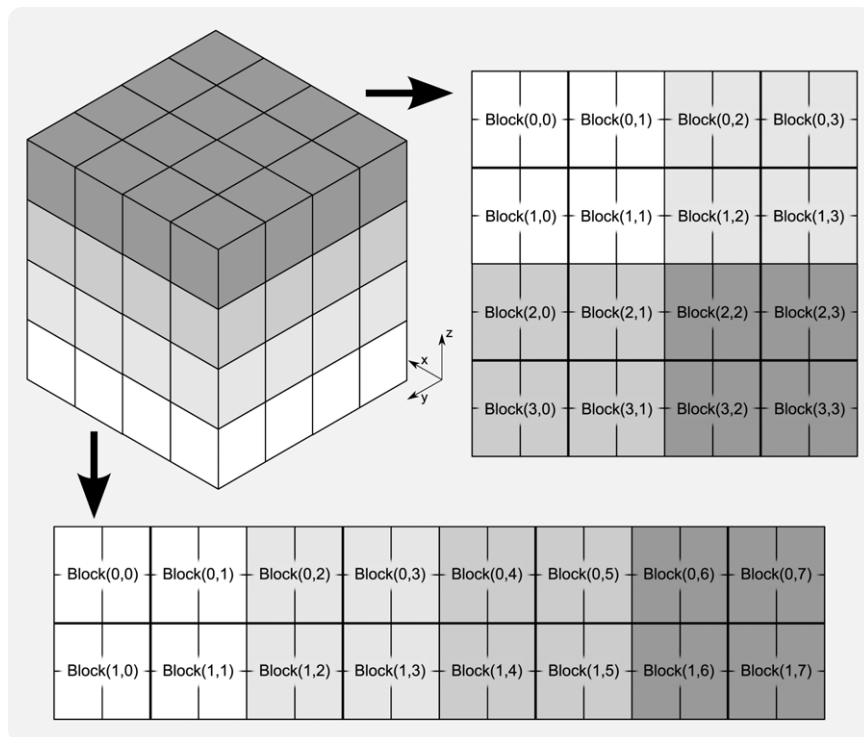 Block(0,0) Block(0,1) Block(0,2) Block(0,3)
Block(1,0) Block(1,1) Block(1,2) Block(1,3)
Block(2,0) Block(2,1) Block(2,2) Block(2,3)
z
x
y
Block(3,0) Block(3,1) Block(3,2) Block(3,3)
Block(0,0) Block(0,1) Block(0,2) Block(0,3) Block(0,4) Block(0,5) Block(0,6) Block(0,7)
Block(1,0) Block(1,1) Block(1,2) Block(1,3) Block(1,4) Block(1,5) Block(1,6) Block(1,7)